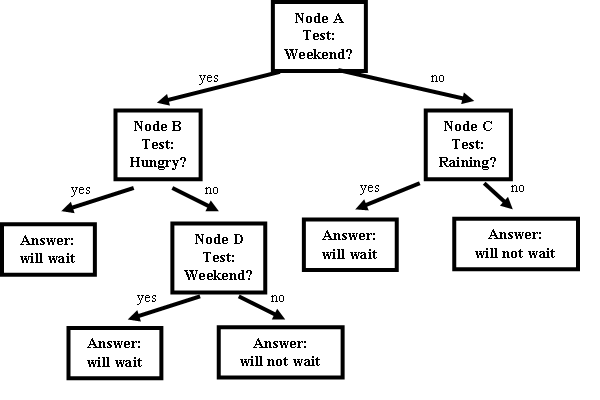 Node A
Test:
Weekend?
yes
no
Node B
Test:
Hungry?
Node C
Test:
Raining?
yes
no
yes
no
Answer:
will wait
Node D
Test:
Weekend?
Answer:
will wait
Answer:
will not wait
yes
no
Answer:
will wait
Answer:
will not wait